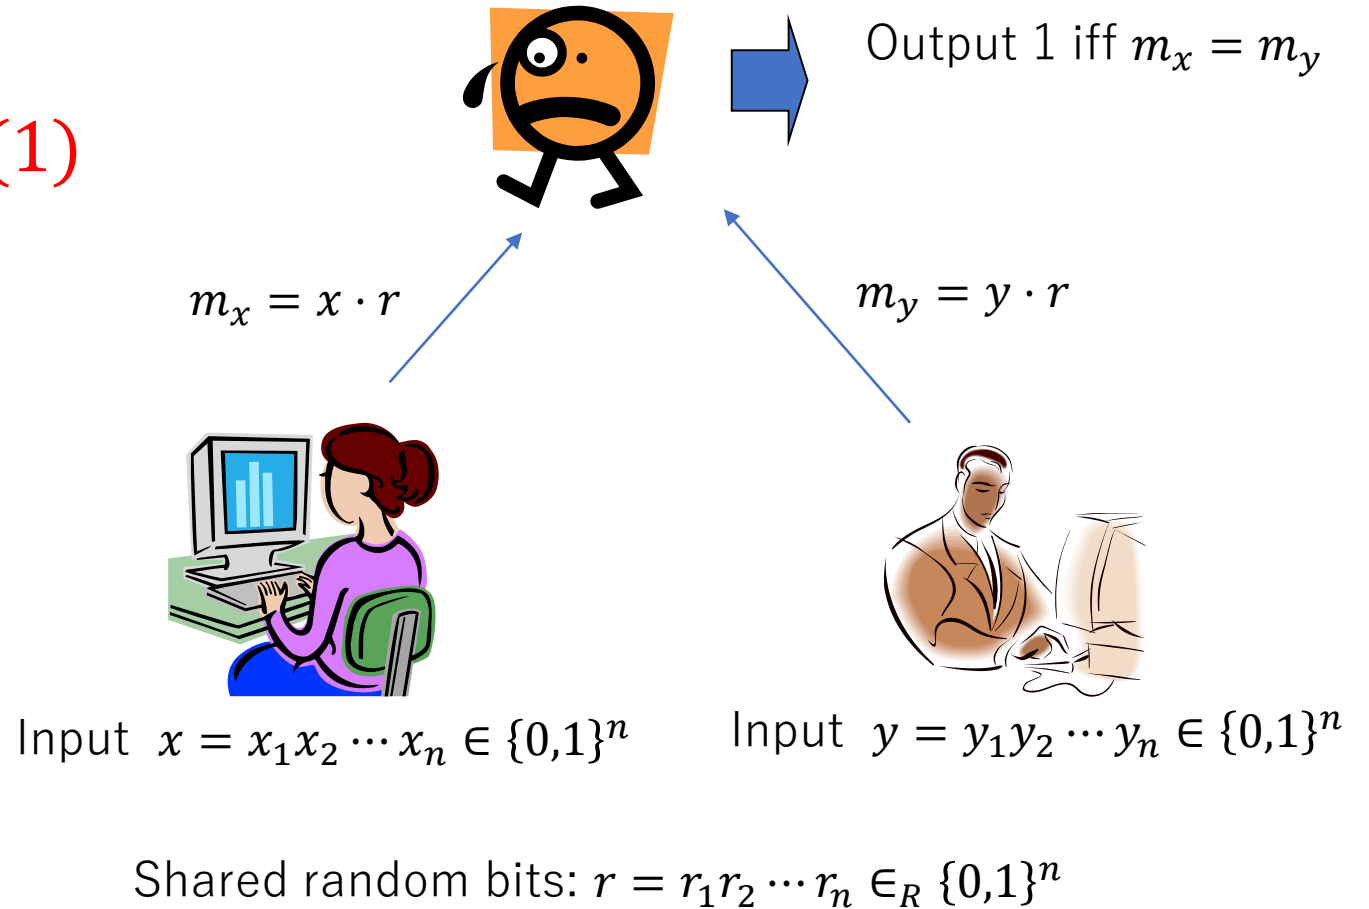 Output 1 iff m_x = m_y
(1)
m_x = x · r
m_y = y · r
Input x = x_1x_2 ⋯ x_n ∈ {0,1}^n
Input y = y_1y_2 ⋯ y_n ∈ {0,1}^n
Shared random bits: r = r_1r_2 ⋯ r_n ∈_R {0,1}^n